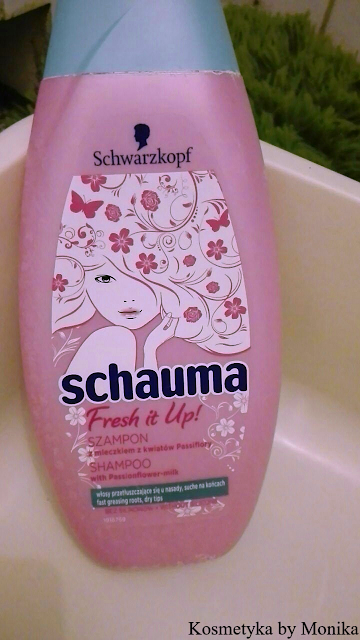 Schwarzkopf
schauma
Fresh it Up!
SZAMPON
z mleczkiem z kwiatów Passiflory
SHAMPOO
with Passionflower-milk
włosy przetłuszczające się u nasady, suche na końcach
fast greasing roots, dry tips
Kosmetyka by Monika